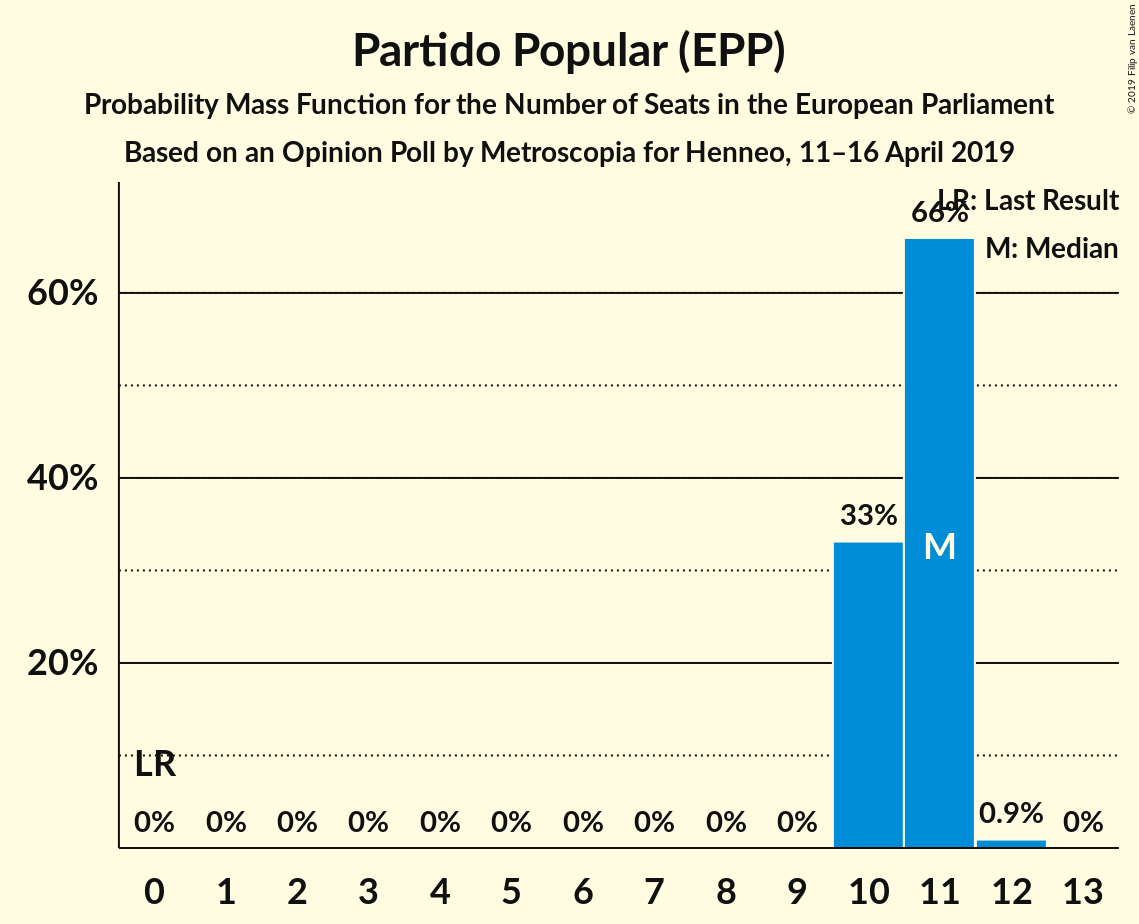 Partido Popular (EPP)
Probability Mass Function for the Number of Seats in the European Parliament
Based on an Opinion Poll by Metroscopia for Henneo, 11–16 April 2019
© 2019 Filip van Laenen
LR: Last Result
M: Median
66%
60%
40%
33%
M
20%
LR
0% 0% 0% 0% 0% 0% 0% 0% 0% 0% 0.9% 0%
0 1 2 3 4 5 6 7 8 9 10 11 12 13